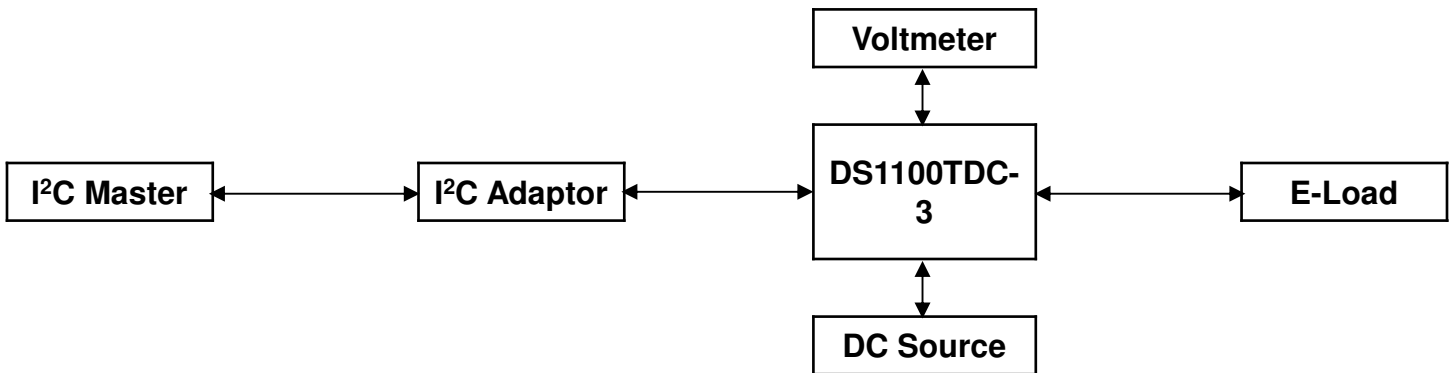 Voltmeter
I²C Master
I²C Adaptor
DS1100TDC-
3
E-Load
DC Source